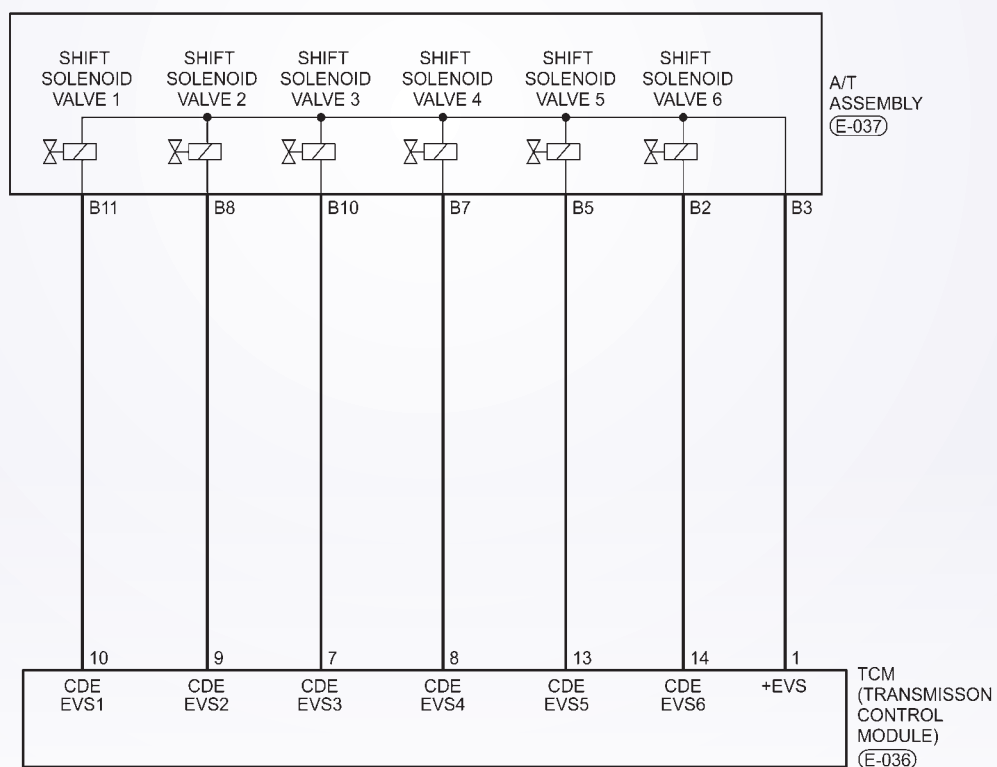 SHIFT
SOLENOID
VALVE 1
SHIFT
SOLENOID
VALVE 2
SHIFT
SOLENOID
VALVE 3
SHIFT
SOLENOID
VALVE 4
SHIFT
SOLENOID
VALVE 5
SHIFT
SOLENOID
VALVE 6
A/T
ASSEMBLY
E-037
B11
B8
B10
B7
B5
B2
B3
10
9
7
8
13
14
1
CDE
EVS1
CDE
EVS2
CDE
EVS3
CDE
EVS4
CDE
EVS5
CDE
EVS6
+EVS
TCM
(TRANSMISSON
CONTROL
MODULE)
E-036